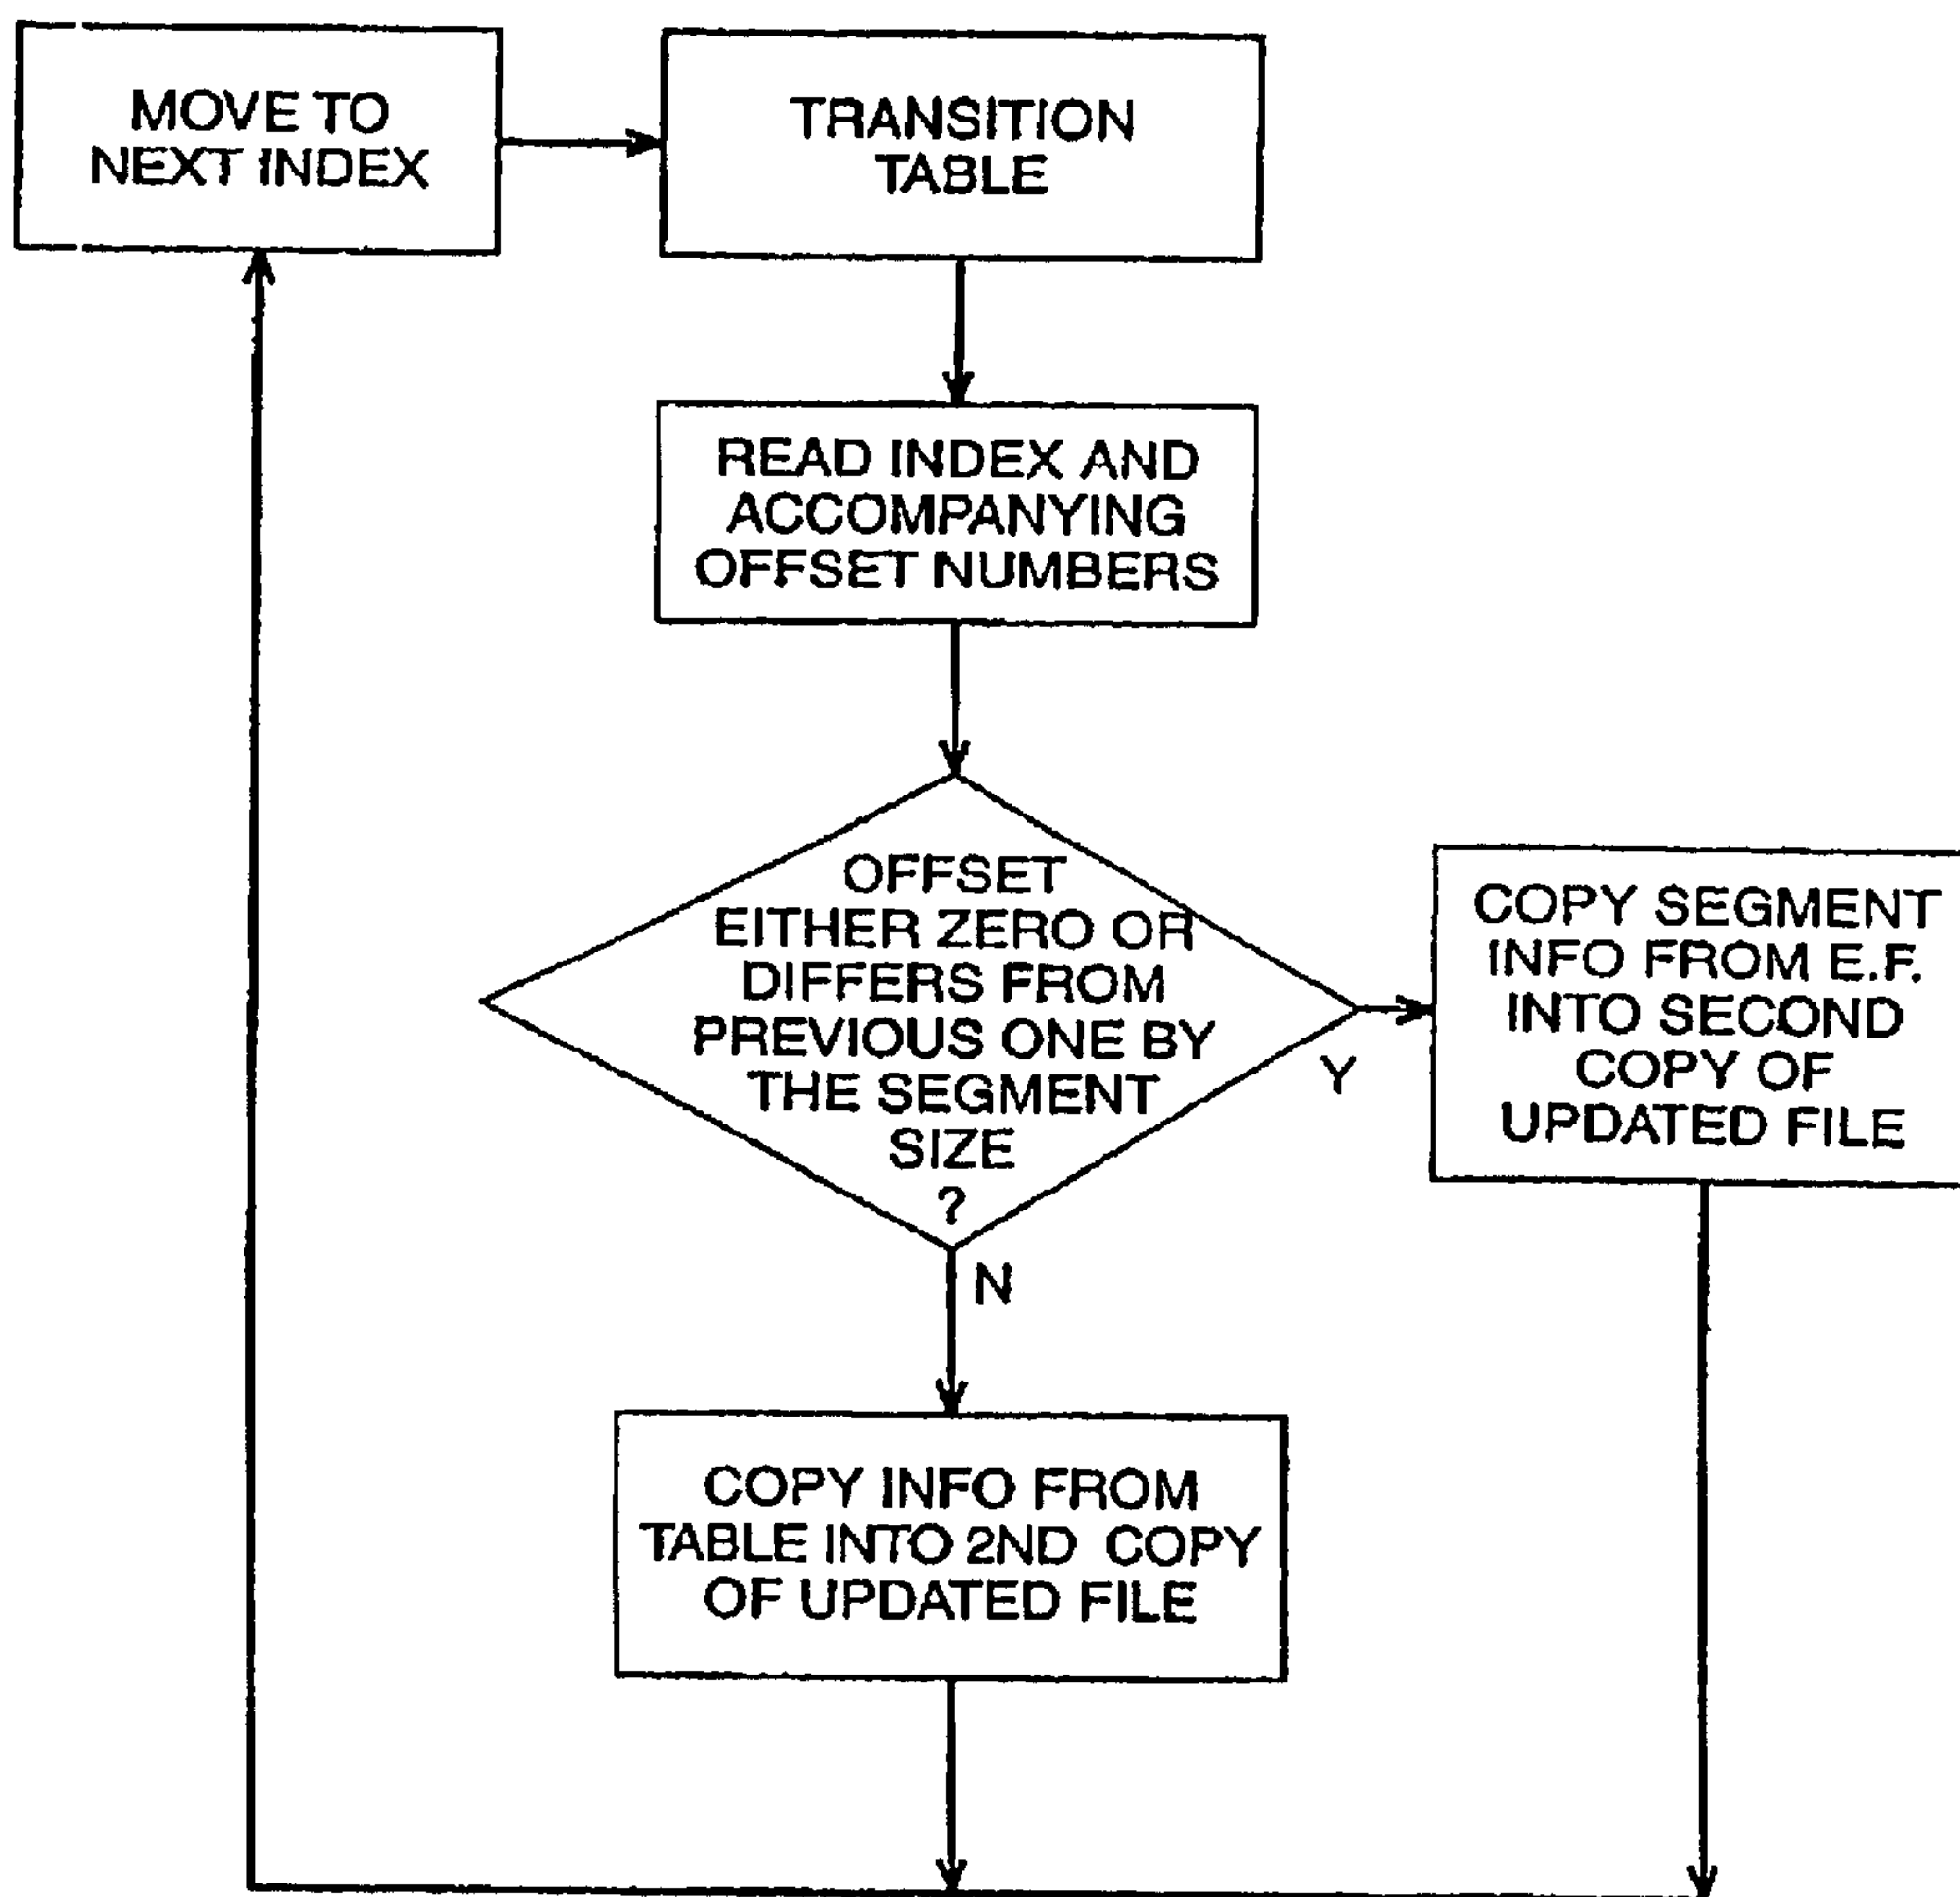 MOVE TO
NEXT INDEX
TRANSITION
TABLE
READ INDEX AND
ACCOMPANYING
OFFSET NUMBERS
OFFSET
EITHER ZERO OR
DIFFERS FROM
PREVIOUS ONE BY
THE SEGMENT
SIZE
?
Y
COPY SEGMENT
INFO FROM E.F.
INTO SECOND
COPY OF
UPDATED FILE
N
COPY INFO FROM
TABLE INTO 2ND COPY
OF UPDATED FILE